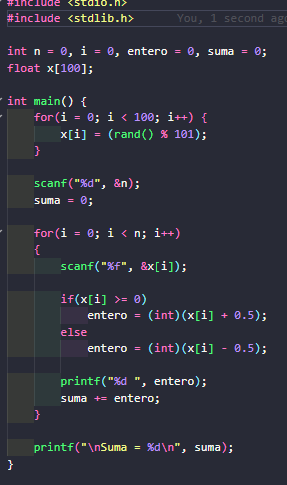 #include <stdio.h>
#include <stdlib.h> You, 1 second ago
int n = 0, i = 0, entero = 0, suma = 0;
float x[100];
int main() {
for(i = 0; i < 100; i++) {
x[i] = (rand() % 101);
}
scanf("%d", &n);
suma = 0;
for(i = 0; i < n; i++)
{
scanf("%f", &x[i]);
if(x[i] >= 0)
entero = (int)(x[i] + 0.5);
else
entero = (int)(x[i] - 0.5);
printf("%d ", entero);
suma += entero;
}
printf("\nSuma = %d\n", suma);
}